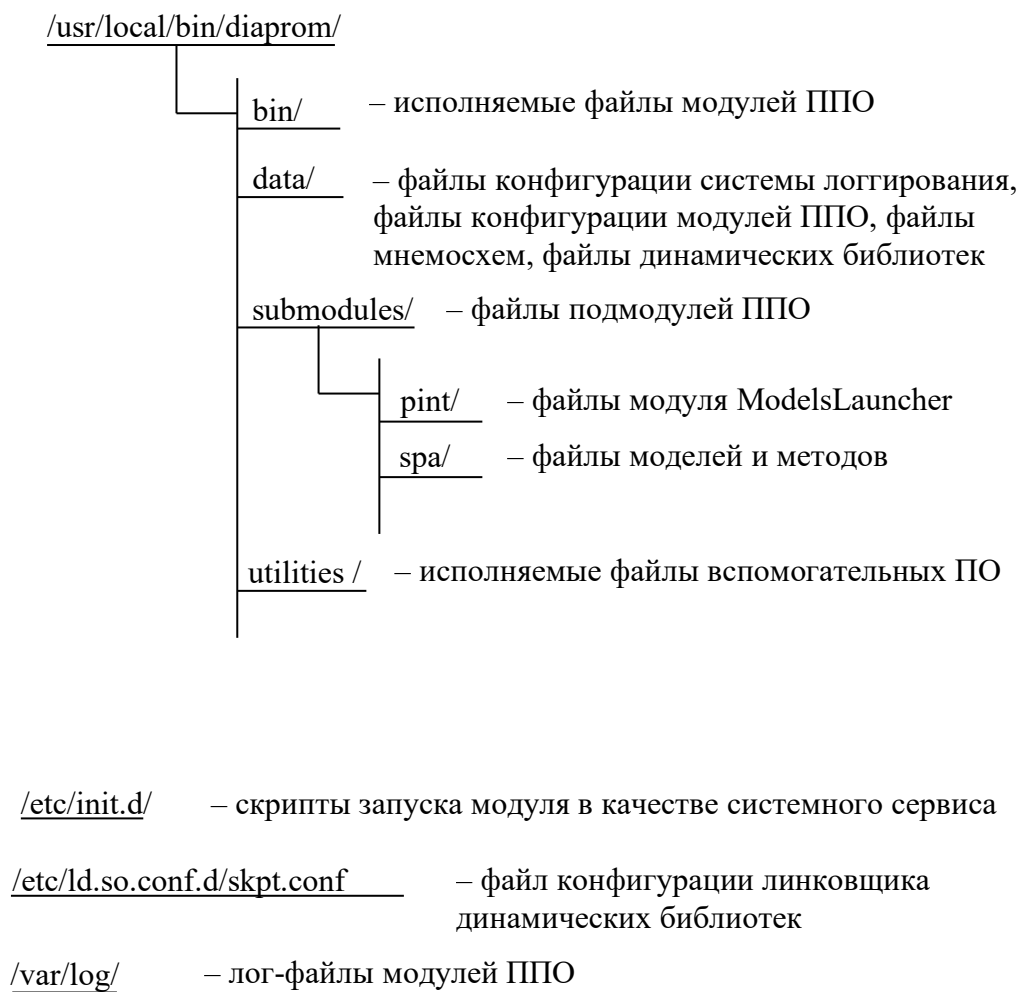 /usr/local/bin/diaprom/
bin/ – исполняемые файлы модулей ППО
data/ – файлы конфигурации системы логгирования,
файлы конфигурации модулей ППО, файлы
мнемосхем, файлы динамических библиотек
submodules/ – файлы подмодулей ППО
pint/ – файлы модуля ModelsLauncher
spa/ – файлы моделей и методов
utilities / – исполняемые файлы вспомогательных ПО
/etc/init.d/ – скрипты запуска модуля в качестве системного сервиса
/etc/ld.so.conf.d/skpt.conf – файл конфигурации линковщика
динамических библиотек
/var/log/ – лог-файлы модулей ППО